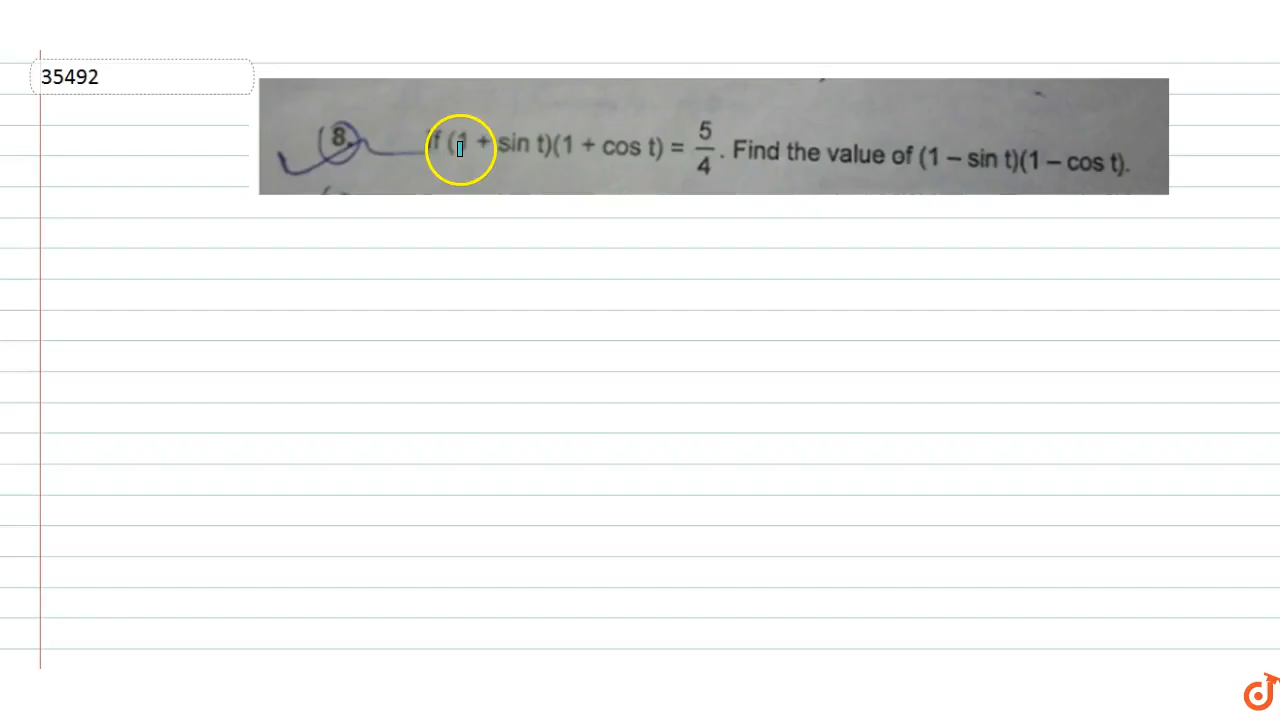 35492
(8. If (1 + sin t)(1 + cos t) = 5/4. Find the value of (1 – sin t)(1 – cos t).